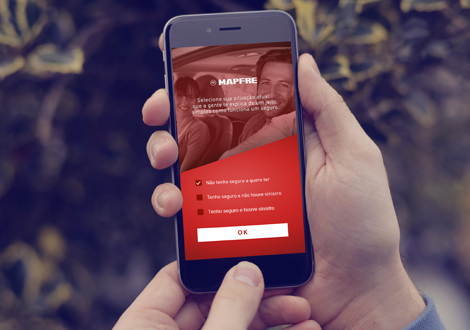 MAPFRE
Selecione sua situação atual
que a gente te explica de um jeito
simples como funciona um seguro.
Não tenho seguro e quero ter
Tenho seguro e não houve sinistro
Tenho seguro e houve sinistro
OK